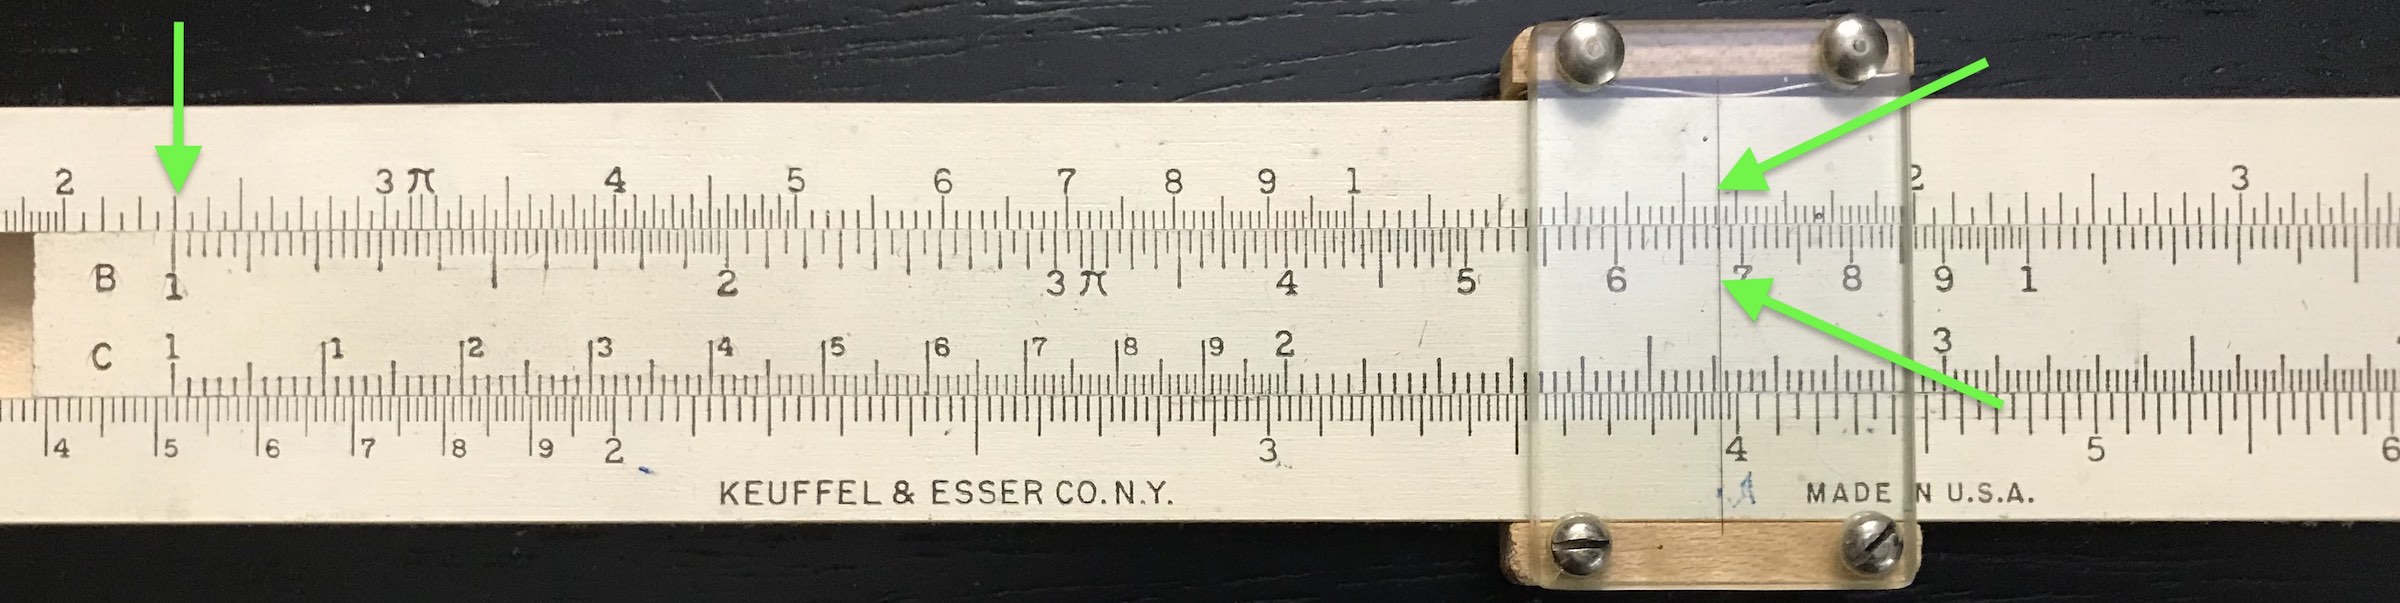 2 3 π 4 5 6 7 8 9 1 2 3
B 1 2 3 π 4 5 6 7 8 9 1
C 1 1 2 3 4 5 6 7 8 9 2 3
4 5 6 7 8 9 2 3 4 5 6
KEUFFEL & ESSER CO. N.Y. MADE IN U.S.A.